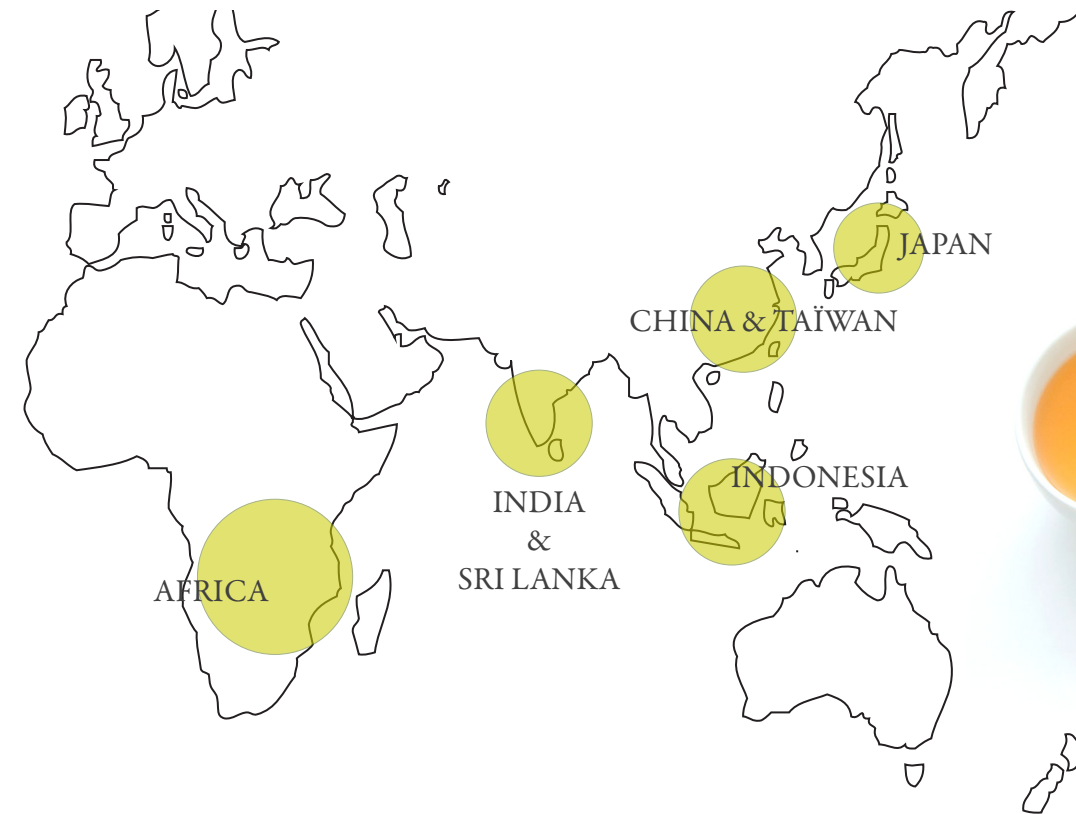 JAPAN
CHINA & TAÏWAN
INDONESIA
INDIA
&
SRI LANKA
AFRICA